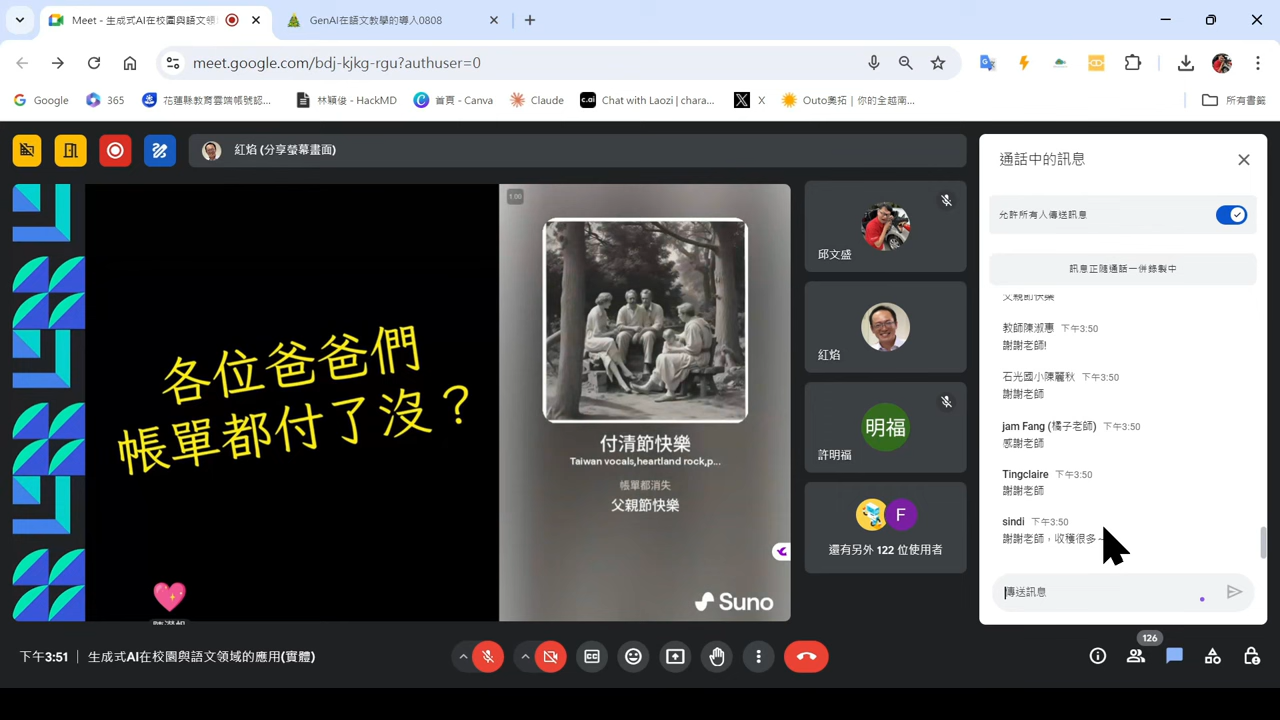 Meet - 生成式AI在校園與語文領
GenAI在語文教學的導入0808
meet.google.com/bdj-kjkg-rgu?authuser=0
Google
365
花蓮縣教育雲端帳號認...
林穎俊 - HackMD
首頁 - Canva
Claude
c.ai
Chat with Laozi | chara...
X
Outo奧拓｜你的全越南...
所有書籤
紅焰 (分享螢幕畫面)
各位爸爸們
帳單都付了沒？
1:00
付清節快樂
Taiwan vocals,heartland rock,p...
帳單都消失
父親節快樂
Suno
邱文盛
紅焰
明福
許明福
F
還有另外 122 位使用者
通話中的訊息
允許所有人傳送訊息
訊息正隨通話一併錄製中
父親節快樂
教師陳淑惠 下午3:50
謝謝老師!
石光國小陳麗秋 下午3:50
謝謝老師
jam Fang (橘子老師) 下午3:50
感謝老師
Tingclaire 下午3:50
謝謝老師
sindi 下午3:50
謝謝老師，收穫很多~
傳送訊息
下午3:51
生成式AI在校園與語文領域的應用(實體)
126